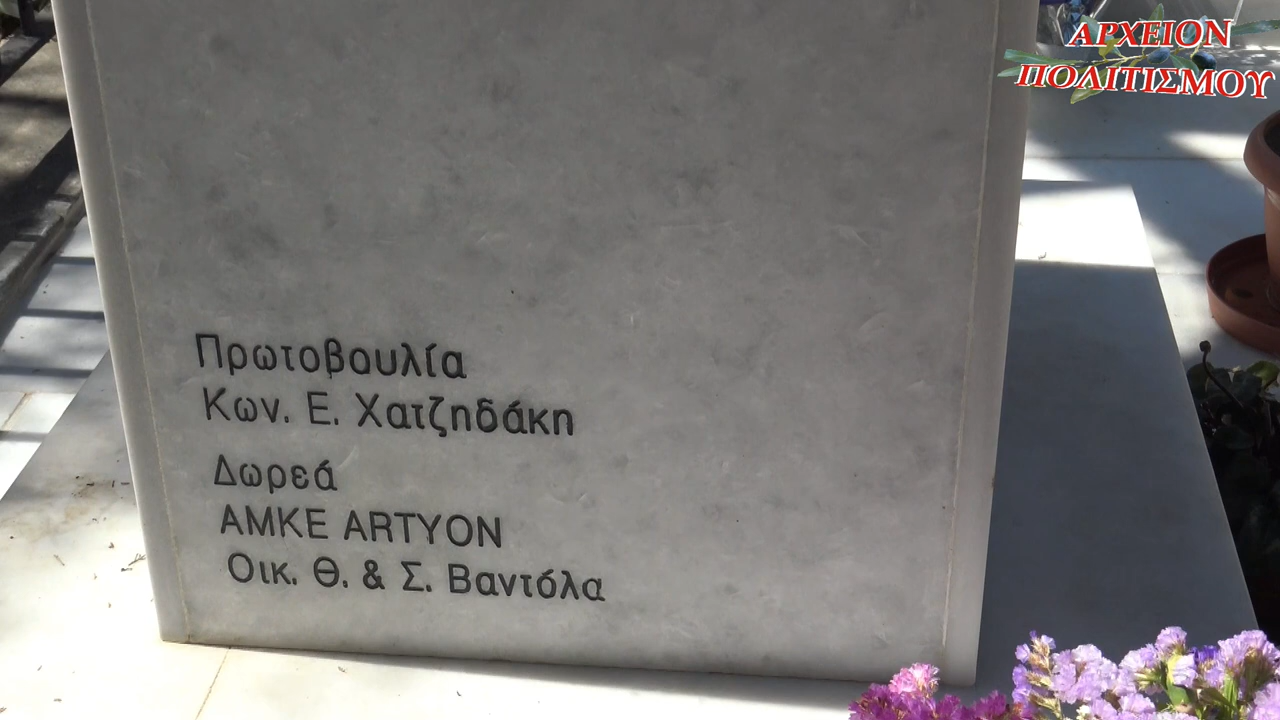 ΑΡΧΕΙΟΝ
ΠΟΛΙΤΙΣΜΟΥ
Πρωτοβουλία
Κων. Ε. Χατζηδάκη
Δωρεά
ΑΜΚΕ ARTYON
Οικ. Θ. & Σ. Βαντόλα